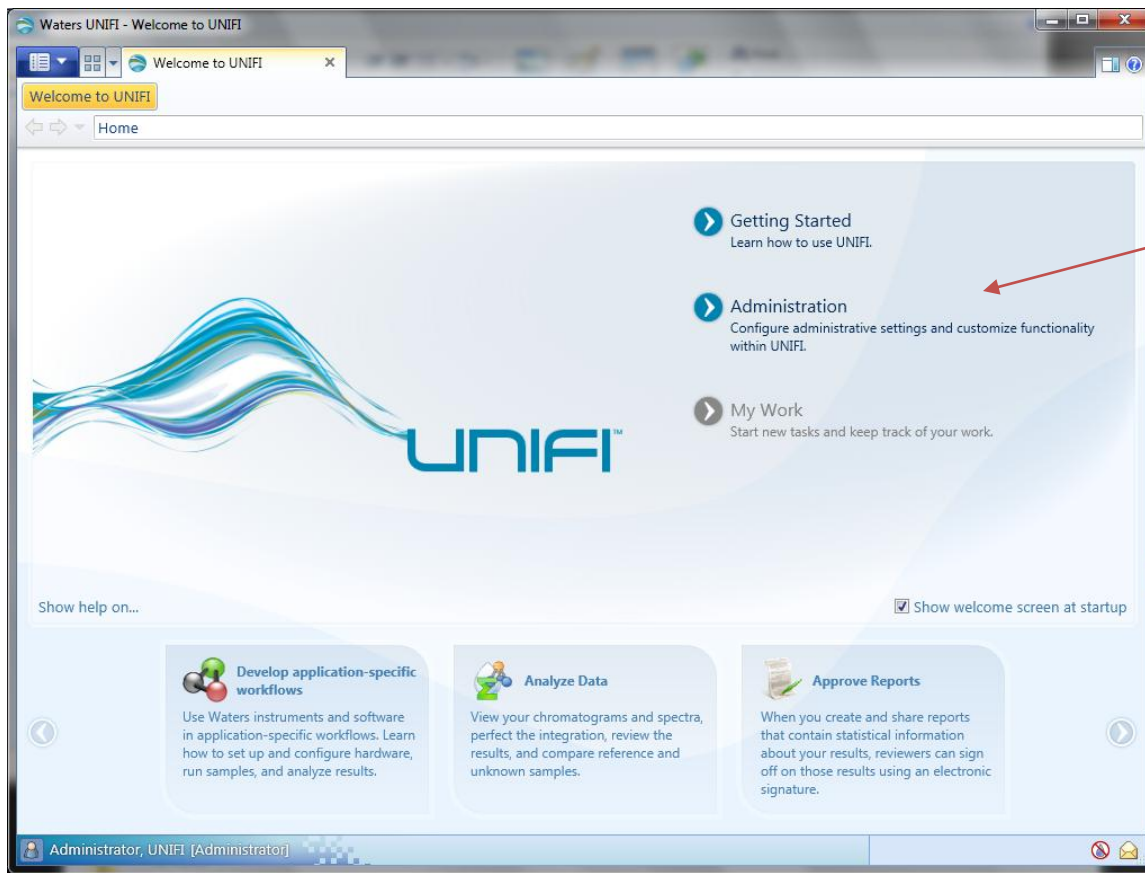 Waters UNIFI - Welcome to UNIFI
Welcome to UNIFI
Welcome to UNIFI
Home
Getting Started
Learn how to use UNIFI.
Administration
Configure administrative settings and customize functionality
within UNIFI.
My Work
Start new tasks and keep track of your work.
UNIFI™
Show help on...
Show welcome screen at startup
Develop application-specific
workflows
Use Waters instruments and software
in application-specific workflows. Learn
how to set up and configure hardware,
run samples, and analyze results.
Analyze Data
View your chromatograms and spectra,
perfect the integration, review the
results, and compare reference and
unknown samples.
Approve Reports
When you create and share reports
that contain statistical information
about your results, reviewers can sign
off on those results using an electronic
signature.
Administrator, UNIFI [Administrator]